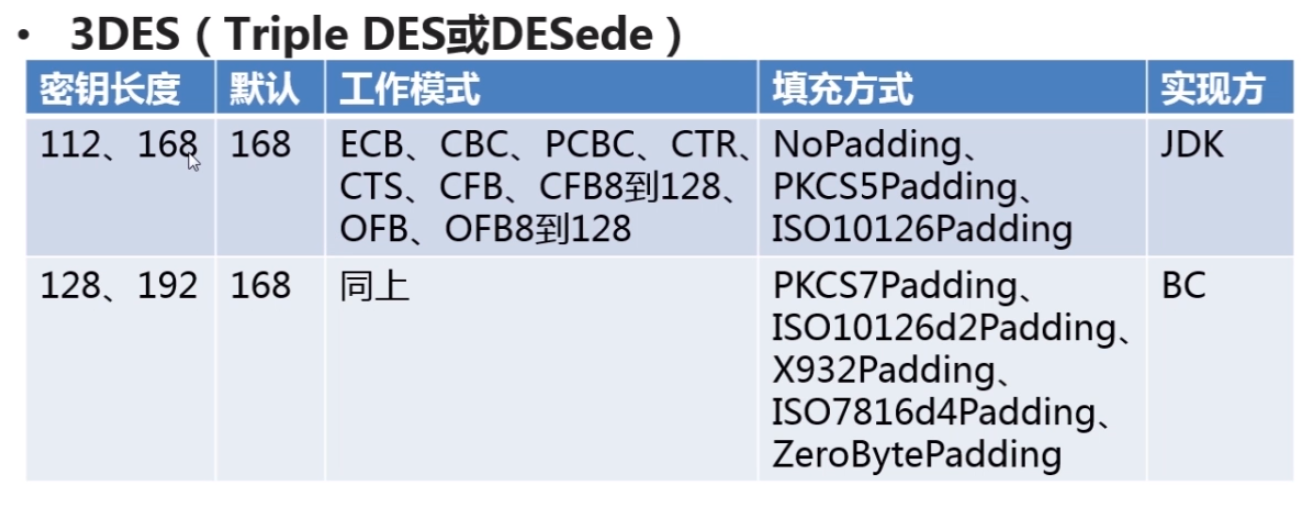 • 3DES（Triple DES或DESede）
密钥长度 默认 工作模式 填充方式 实现方
112、168 168 ECB、CBC、PCBC、CTR、 NoPadding、 JDK
CTS、CFB、CFB8到128、 PKCS5Padding、
OFB、OFB8到128 ISO10126Padding
128、192 168 同上 PKCS7Padding、 BC
ISO10126d2Padding、
X932Padding、
ISO7816d4Padding、
ZeroBytePadding